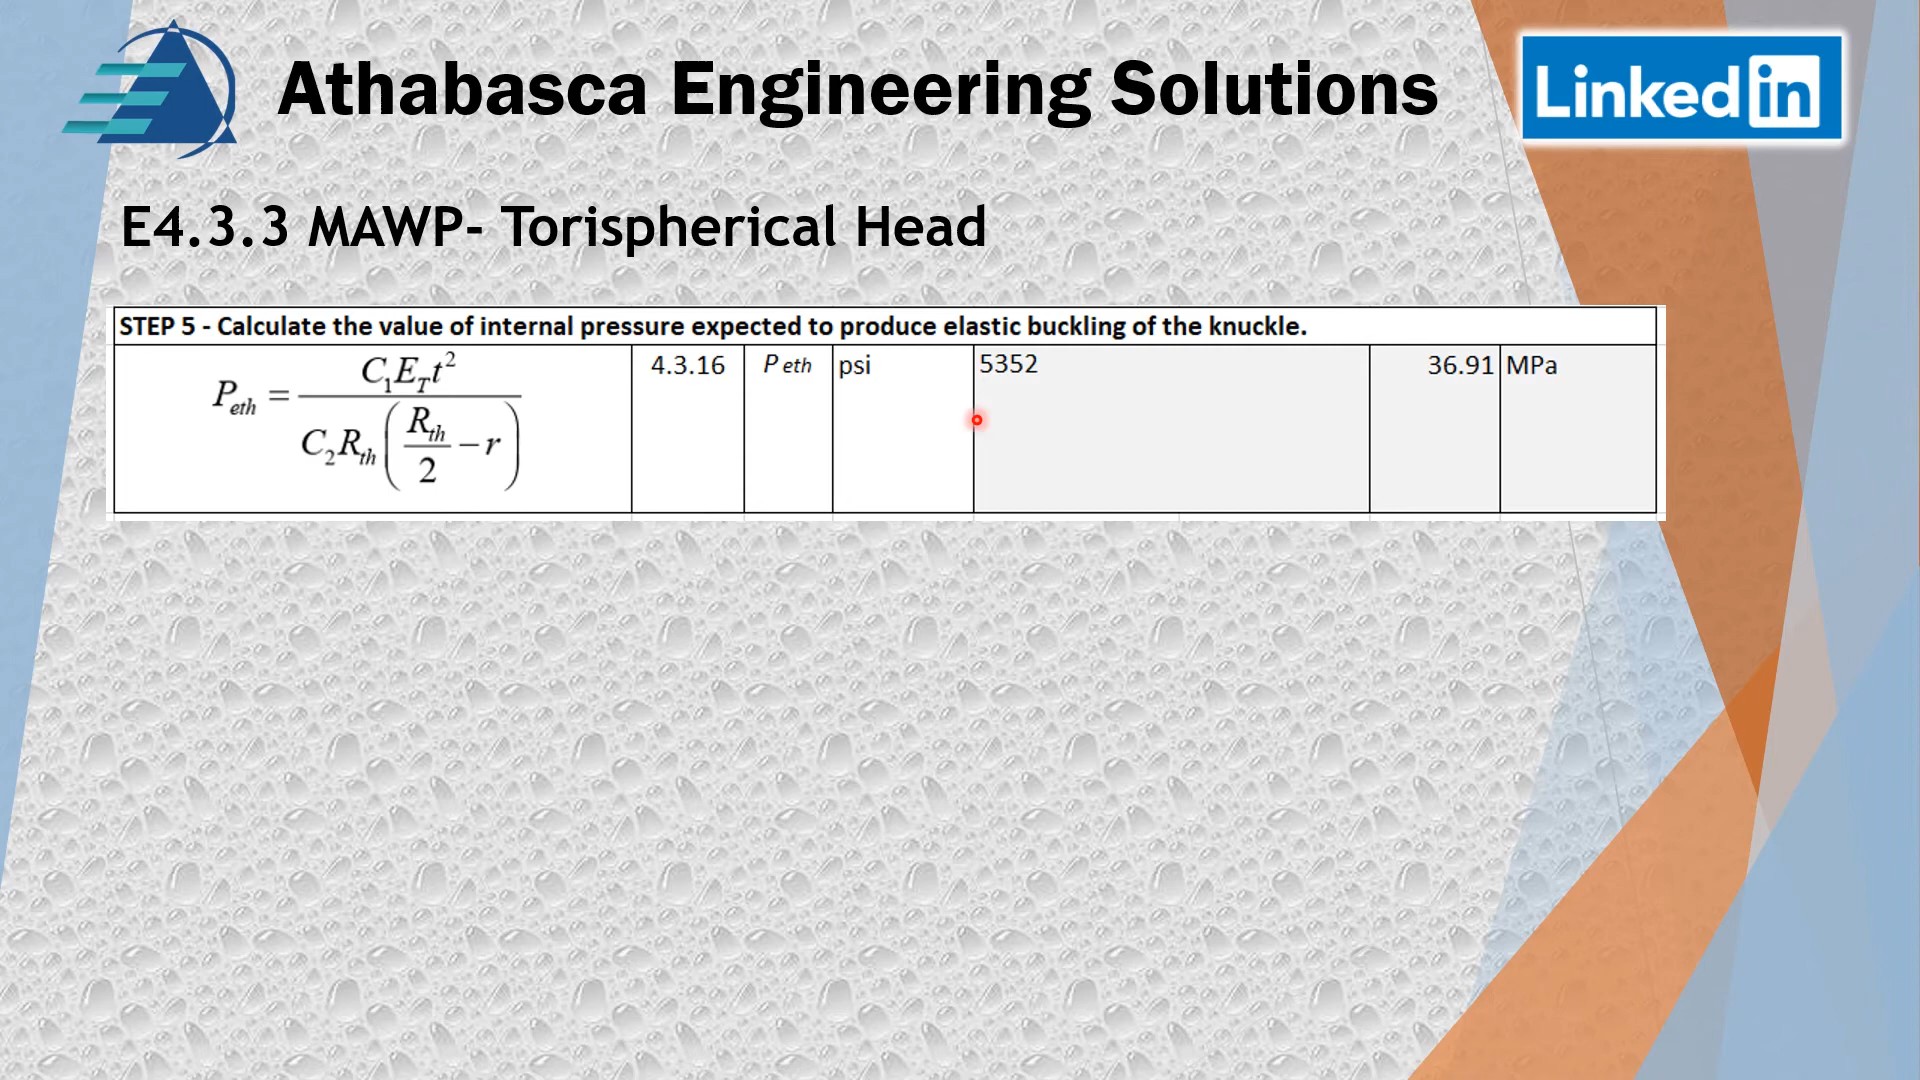 Athabasca Engineering Solutions
Linked in
E4.3.3 MAWP- Torispherical Head
STEP 5 - Calculate the value of internal pressure expected to produce elastic buckling of the knuckle.
P_eth = C_1E_Tt^2 / C_2R_th(R_th/2 - r) 4.3.16 P eth psi 5352 36.91 MPa